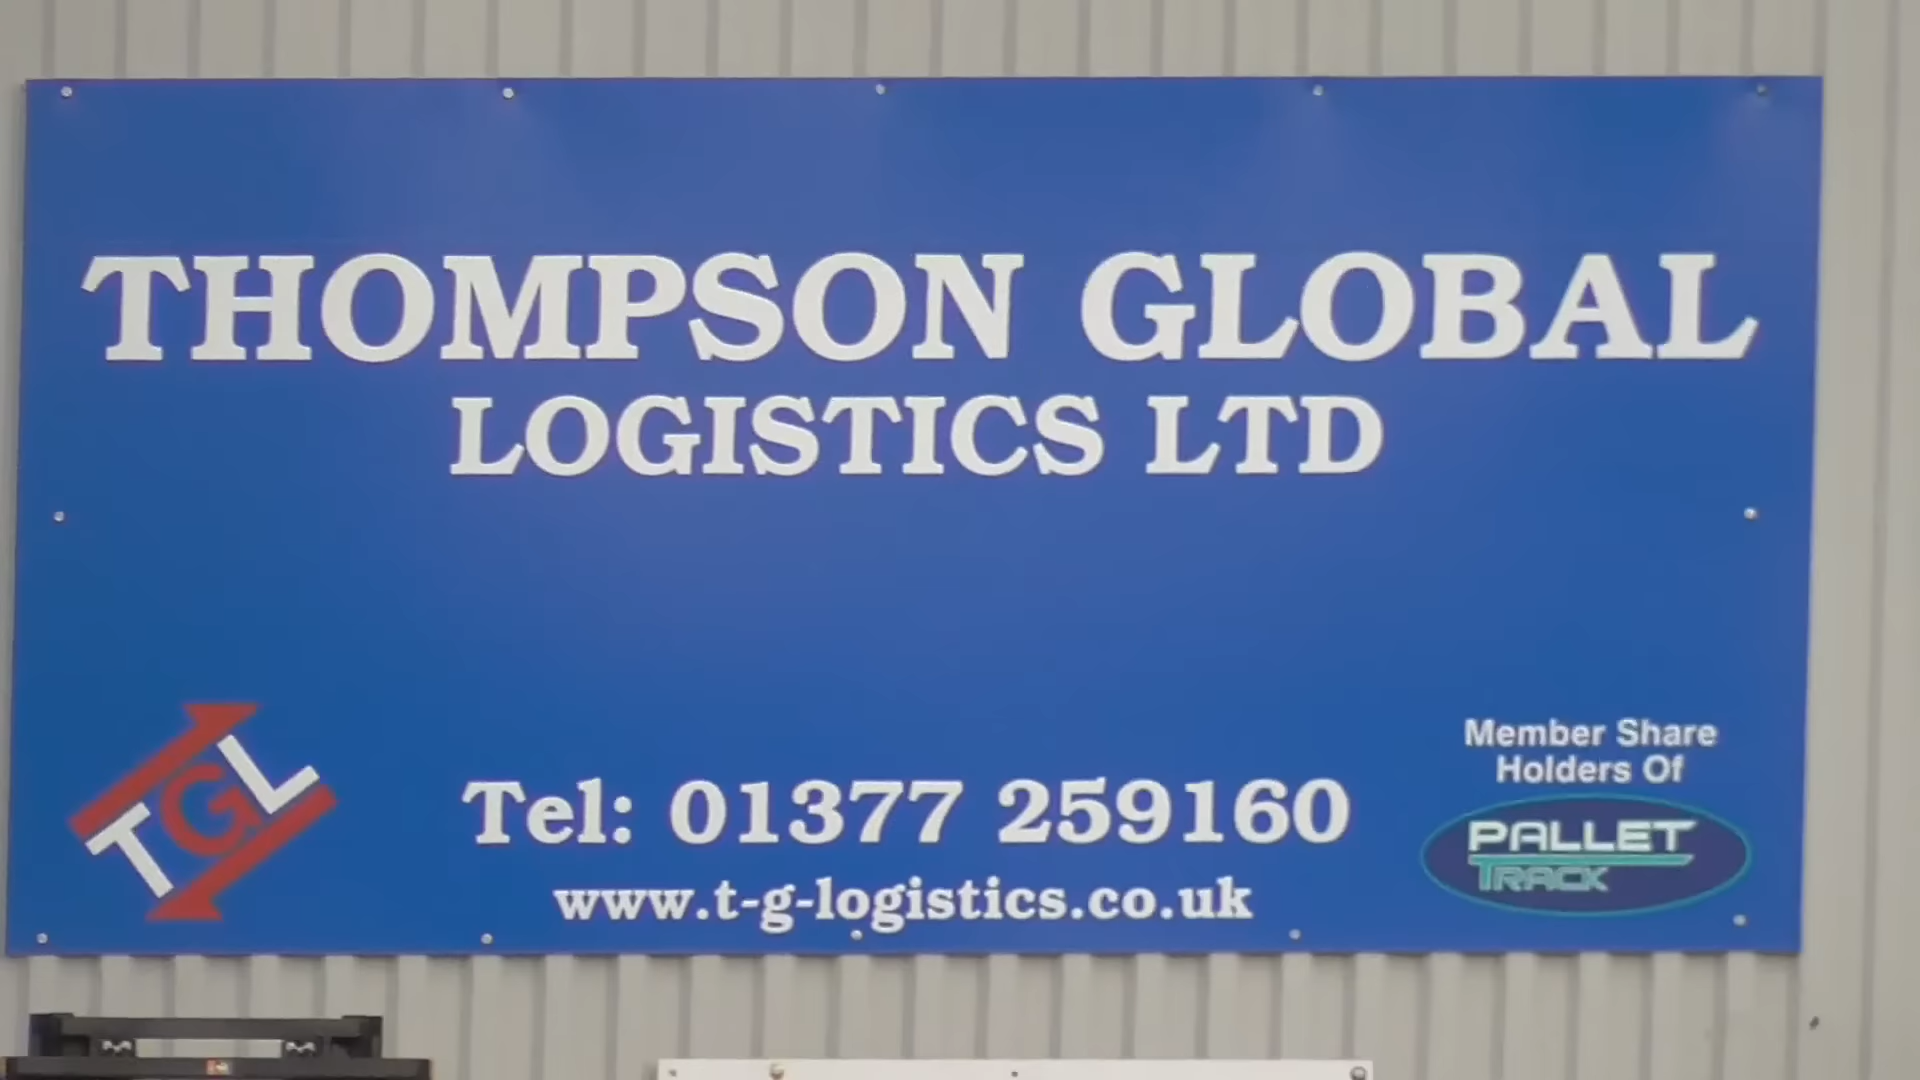 THOMPSON GLOBAL
LOGISTICS LTD
TGL
Tel: 01377 259160
www.t-g-logistics.co.uk
Member Share
Holders Of
PALLET
TRACK